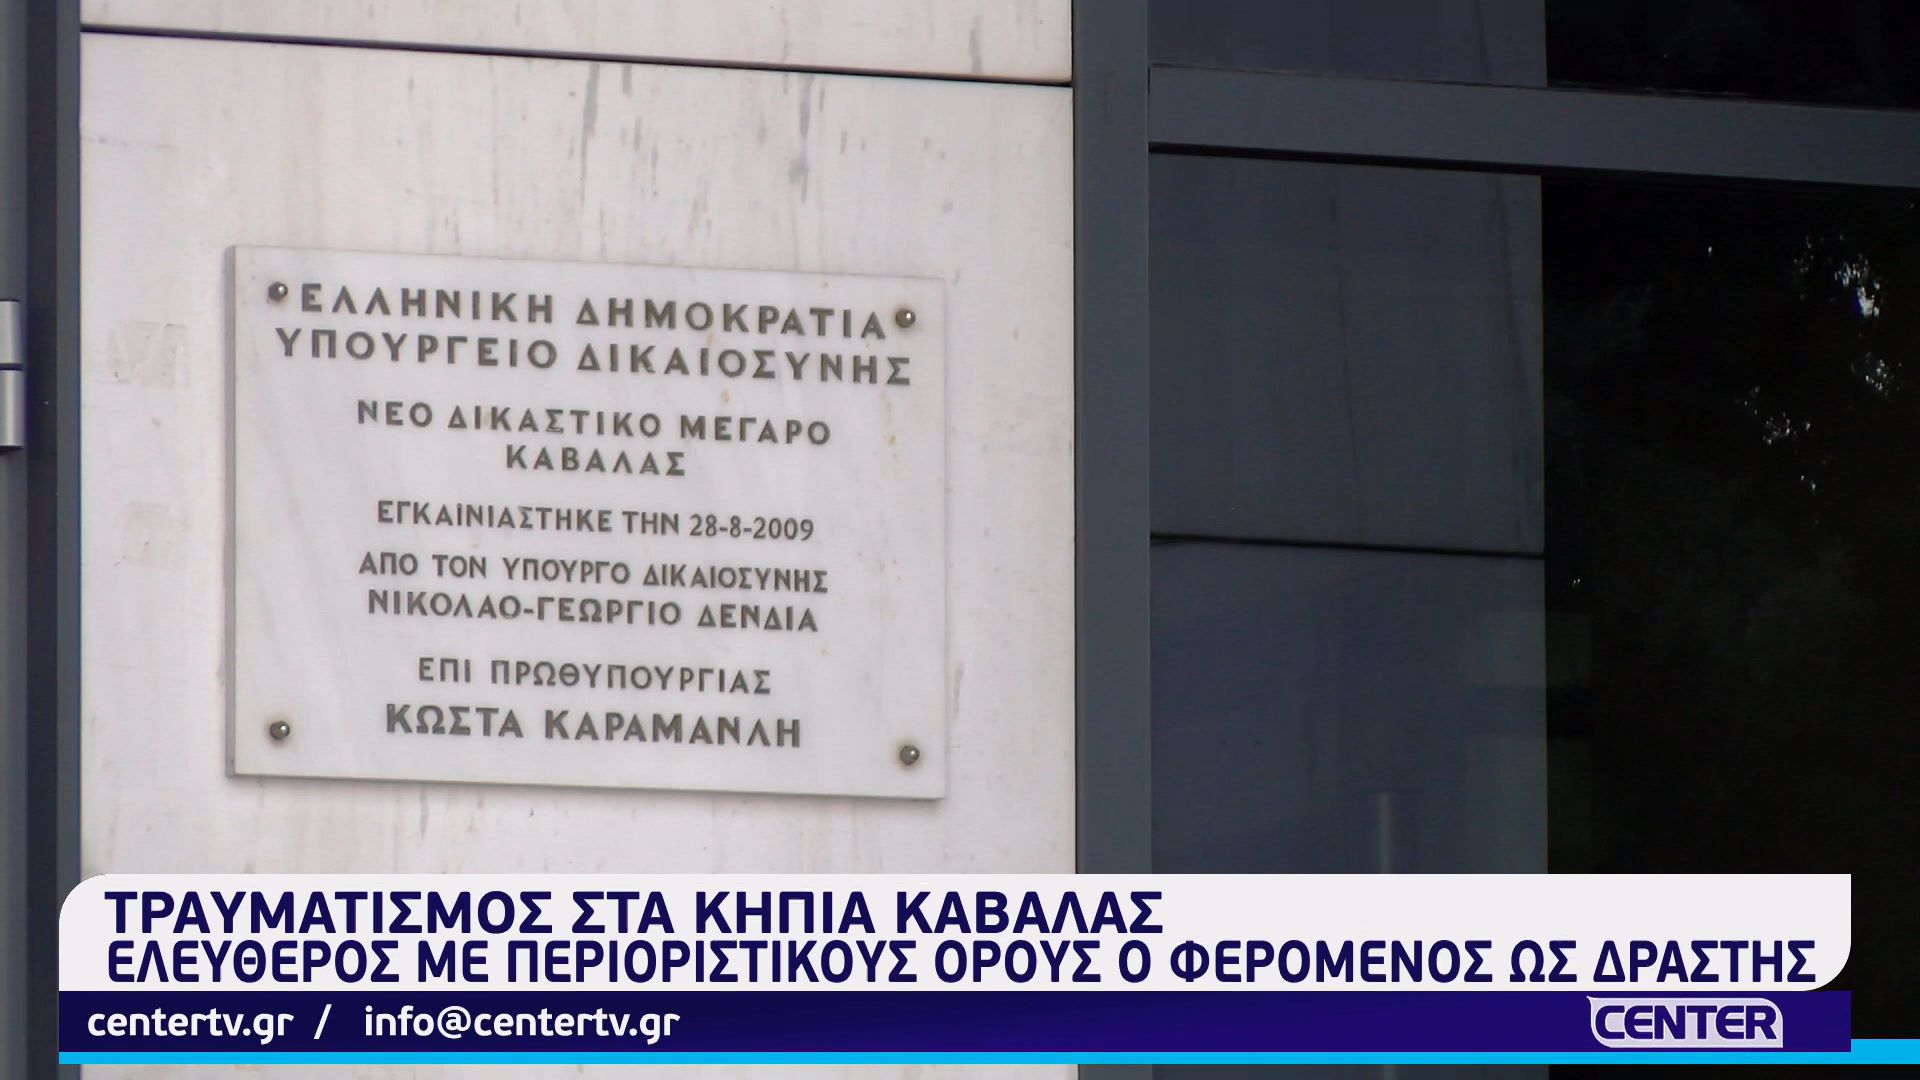 ΕΛΛΗΝΙΚΗ ΔΗΜΟΚΡΑΤΙΑ
ΥΠΟΥΡΓΕΙΟ ΔΙΚΑΙΟΣΥΝΗΣ
ΝΕΟ ΔΙΚΑΣΤΙΚΟ ΜΕΓΑΡΟ
ΚΑΒΑΛΑΣ
ΕΓΚΑΙΝΙΑΣΤΗΚΕ ΤΗΝ 28-8-2009
ΑΠΟ ΤΟΝ ΥΠΟΥΡΓΟ ΔΙΚΑΙΟΣΥΝΗΣ
ΝΙΚΟΛΑΟ-ΓΕΩΡΓΙΟ ΔΕΝΔΙΑ
ΕΠΙ ΠΡΩΘΥΠΟΥΡΓΙΑΣ
ΚΩΣΤΑ ΚΑΡΑΜΑΝΛΗ
ΤΡΑΥΜΑΤΙΣΜΟΣ ΣΤΑ ΚΗΠΙΑ ΚΑΒΑΛΑΣ
ΕΛΕΥΘΕΡΟΣ ΜΕ ΠΕΡΙΟΡΙΣΤΙΚΟΥΣ ΟΡΟΥΣ Ο ΦΕΡΟΜΕΝΟΣ ΩΣ ΔΡΑΣΤΗΣ
centertv.gr / info@centertv.gr
CENTER